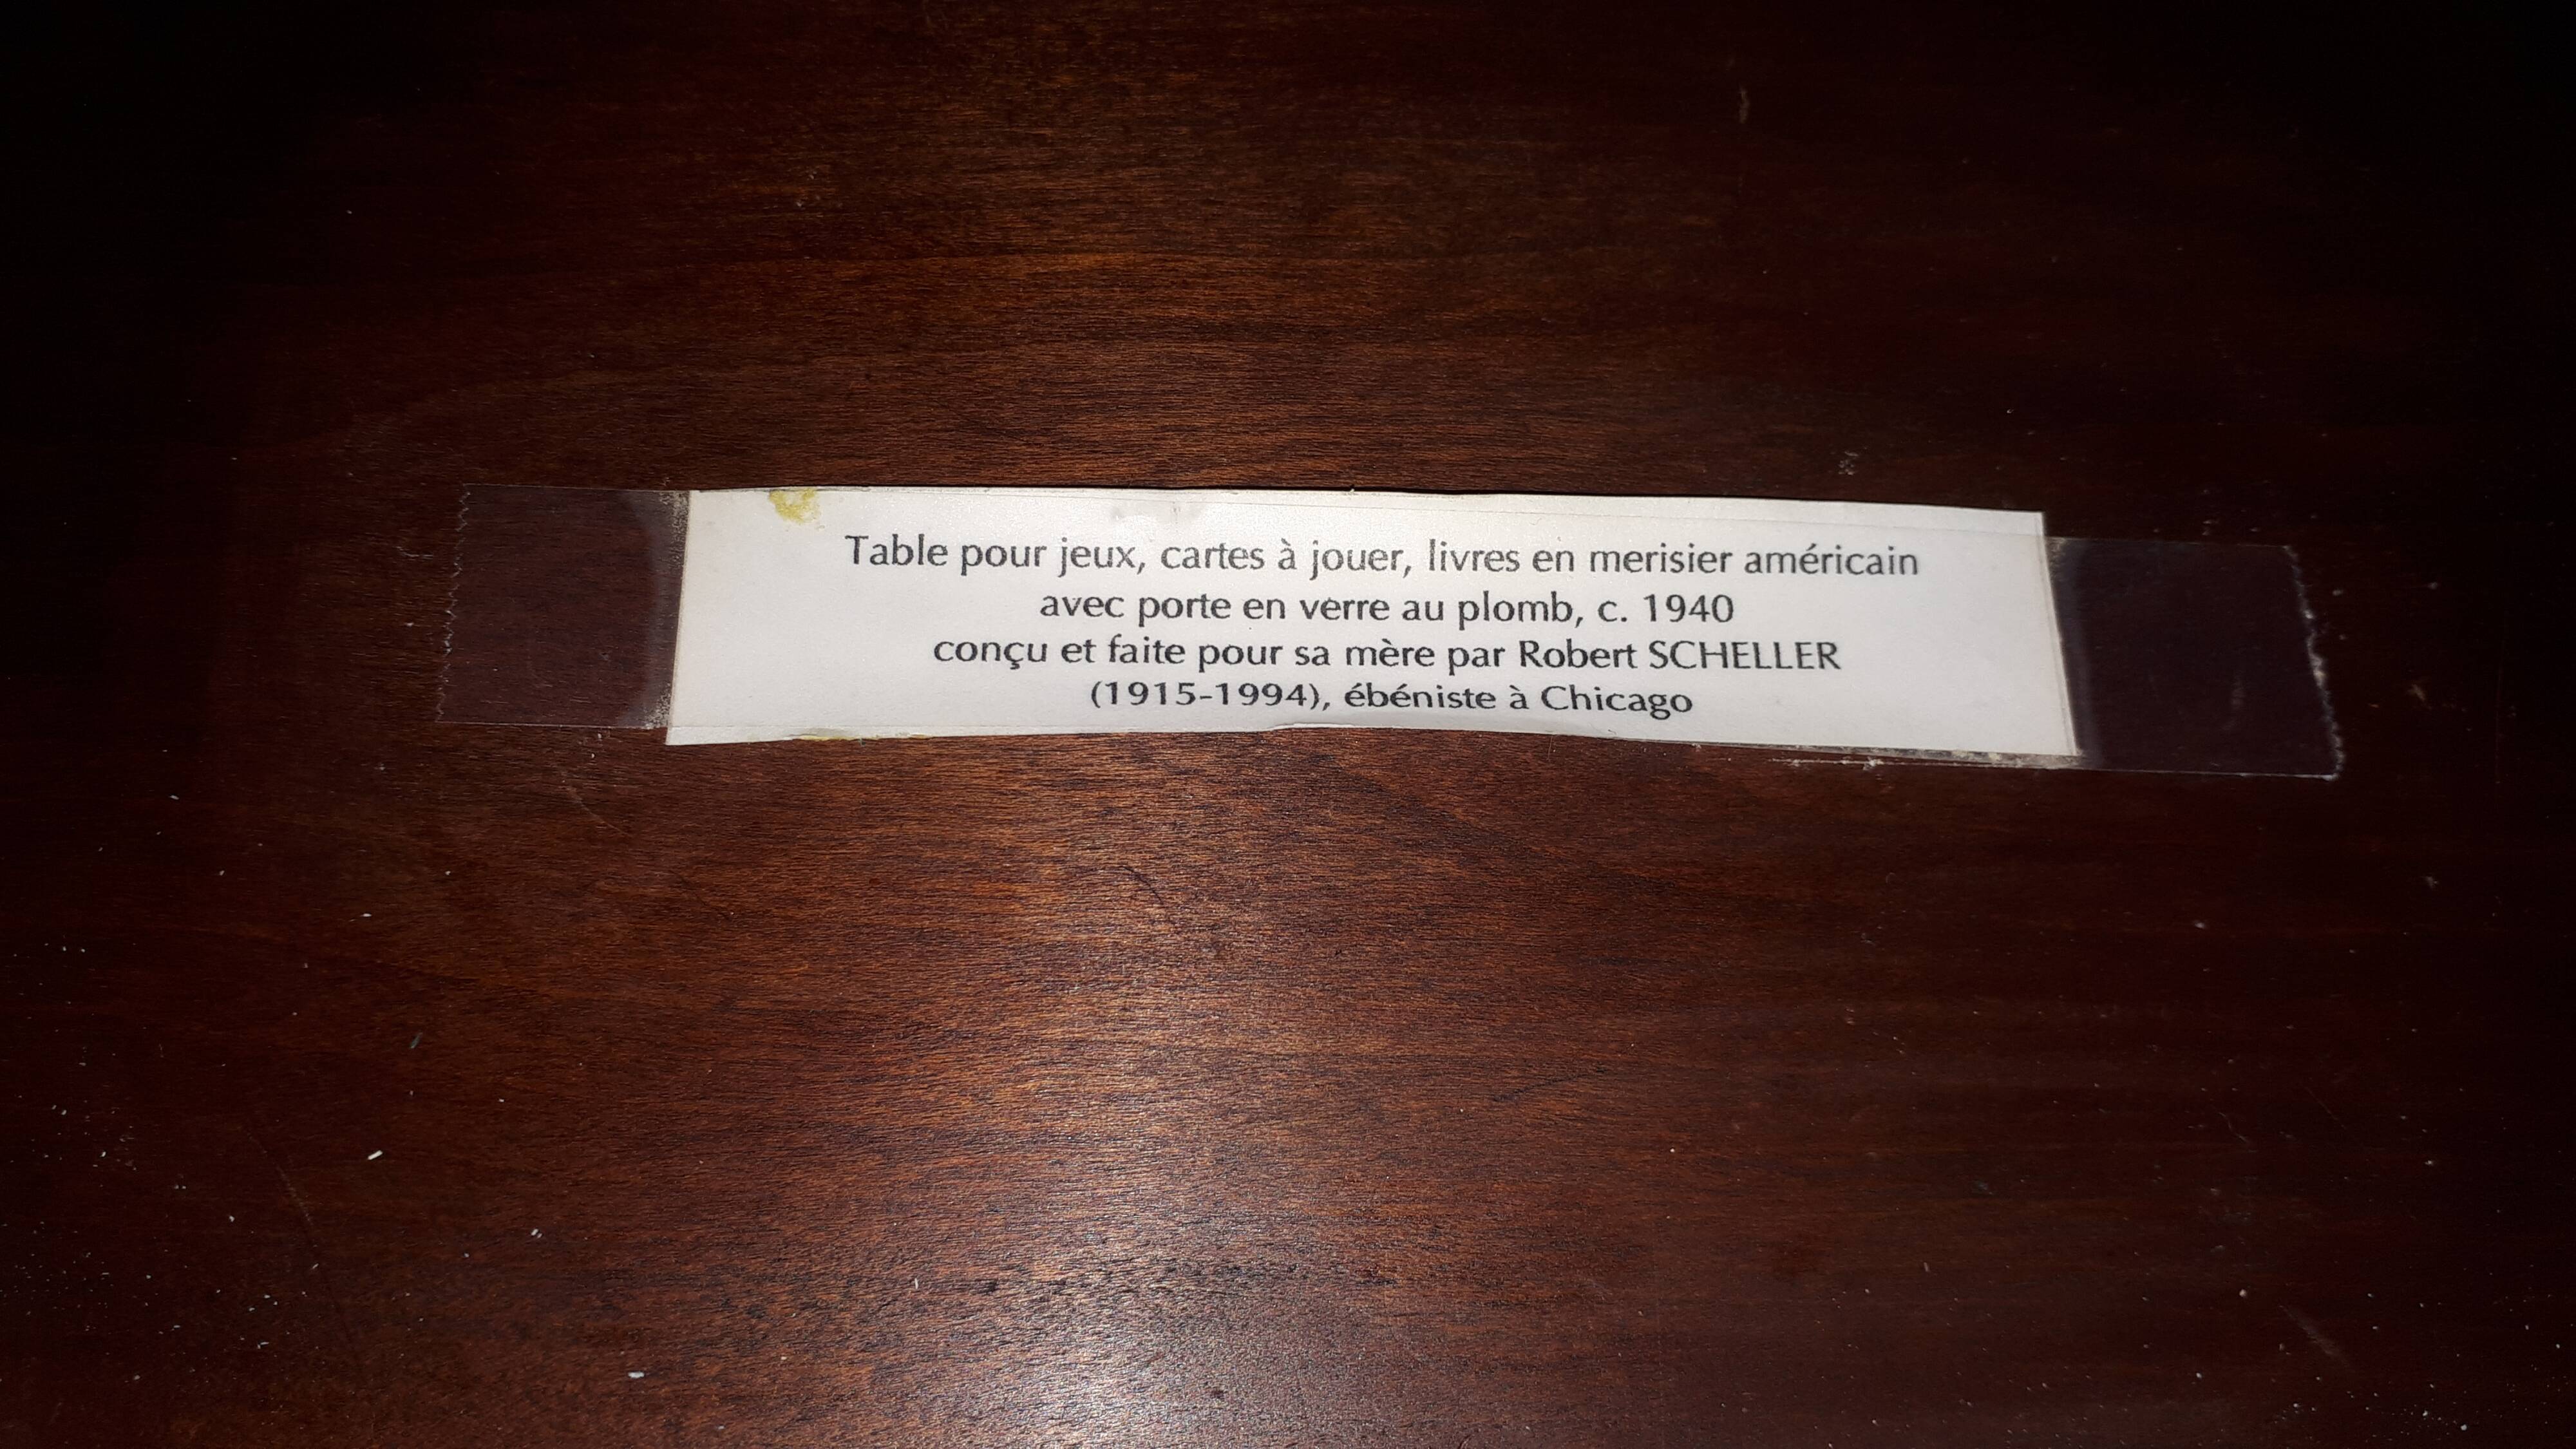 Table pour jeux, cartes à jouer, livres en merisier américain
avec porte en verre au plomb, c. 1940
conçu et faite pour sa mère par Robert SCHELLER
(1915-1994), ébéniste à Chicago